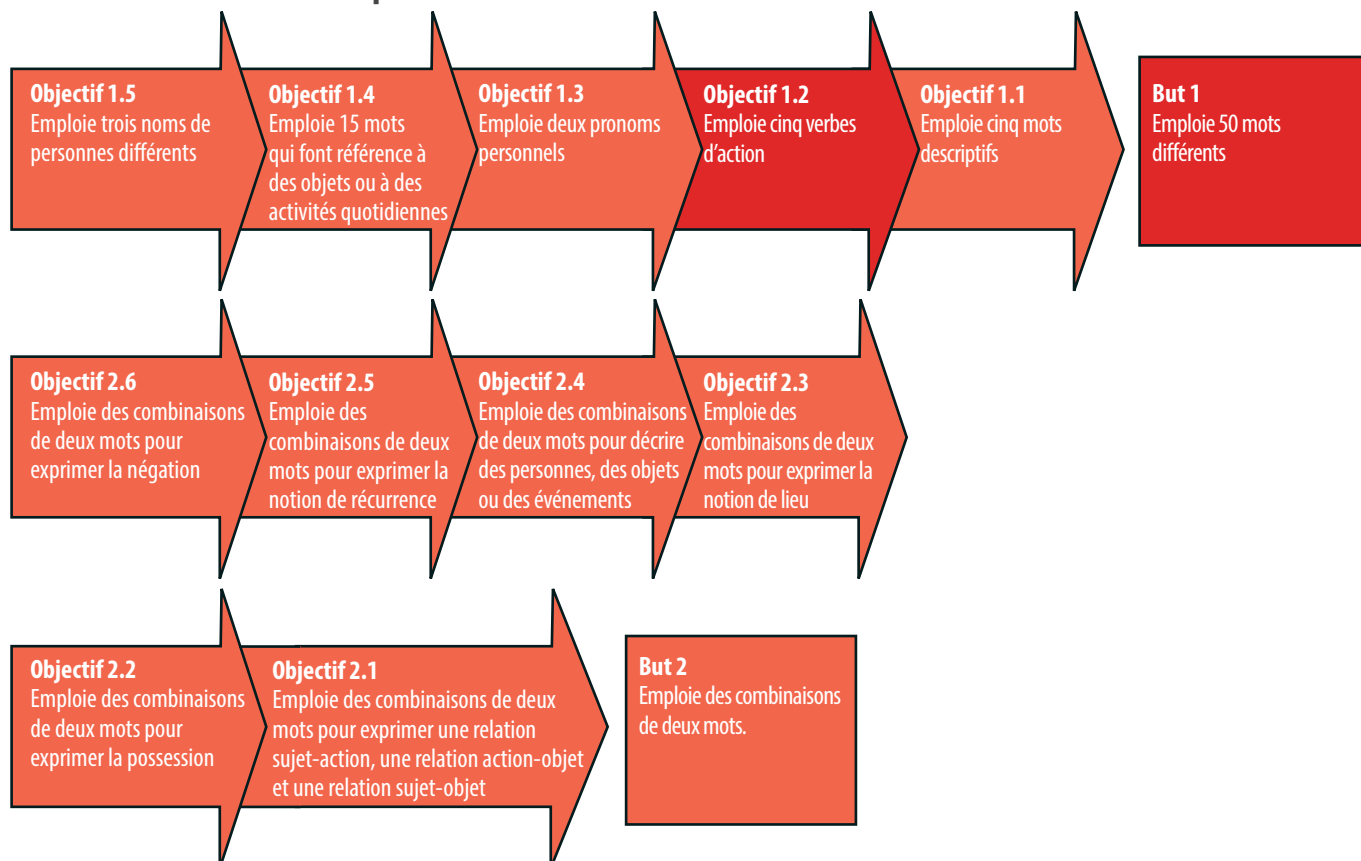 Objectif 1.5
Emploie trois noms de
personnes différents
Objectif 1.4
Emploie 15 mots
qui font référence à
des objets ou à des
activités quotidiennes
Objectif 1.3
Emploie deux pronoms
personnels
Objectif 1.2
Emploie cinq verbes
d'action
Objectif 1.1
Emploie cinq mots
descriptifs
But 1
Emploie 50 mots
différents
Objectif 2.6
Emploie des combinaisons
de deux mots pour
exprimer la négation
Objectif 2.5
Emploie des
combinaisons de deux
mots pour exprimer la
notion de récurrence
Objectif 2.4
Emploie des combinaisons
de deux mots pour décrire
des personnes, des objets
ou des événements
Objectif 2.3
Emploie des
combinaisons de deux
mots pour exprimer la
notion de lieu
Objectif 2.2
Emploie des combinaisons
de deux mots pour
exprimer la possession
Objectif 2.1
Emploie des combinaisons de deux
mots pour exprimer une relation
sujet-action, une relation action-objet
et une relation sujet-objet
But 2
Emploie des combinaisons
de deux mots.